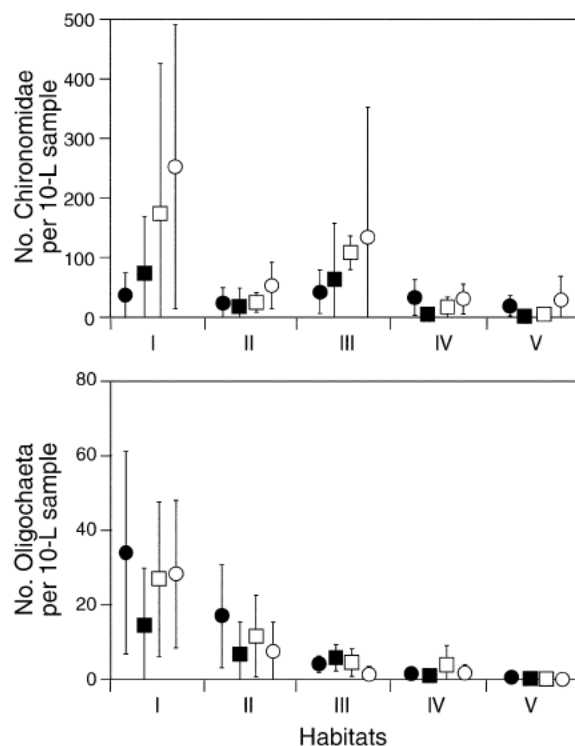 500
400
300
200
100
0
No. Chironomidae
per 10-L sample
I II III IV V
80
60
40
20
0
No. Oligochaeta
per 10-L sample
I II III IV V
Habitats